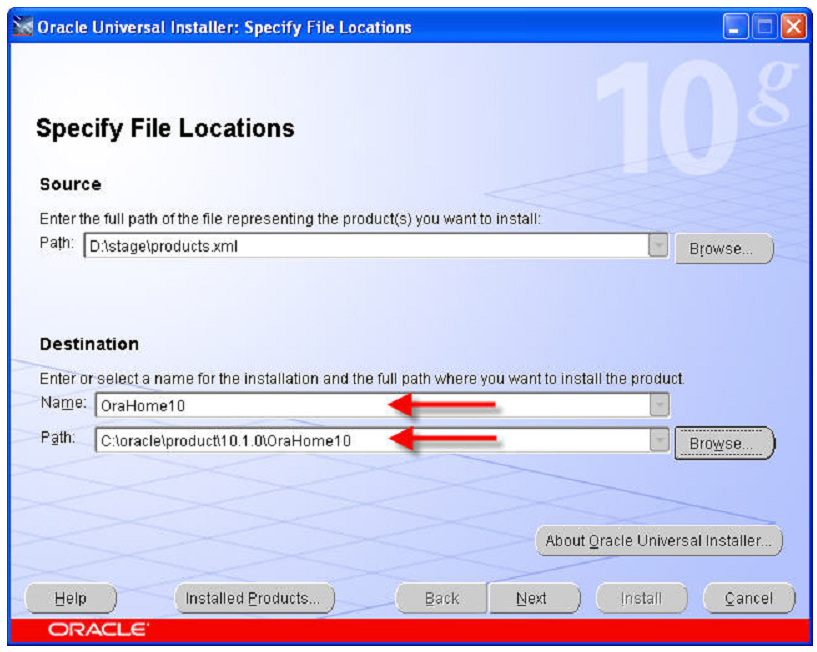 Oracle Universal Installer: Specify File Locations
10g
Specify File Locations
Source
Enter the full path of the file representing the product(s) you want to install:
Path: D:\stage\products.xml Browse...
Destination
Enter or select a name for the installation and the full path where you want to install the product.
Name: OraHome10
Path: C:\oracle\product\10.1.0\OraHome10 Browse...
About Oracle Universal Installer...
Help Installed Products... Back Next Install Cancel
ORACLE